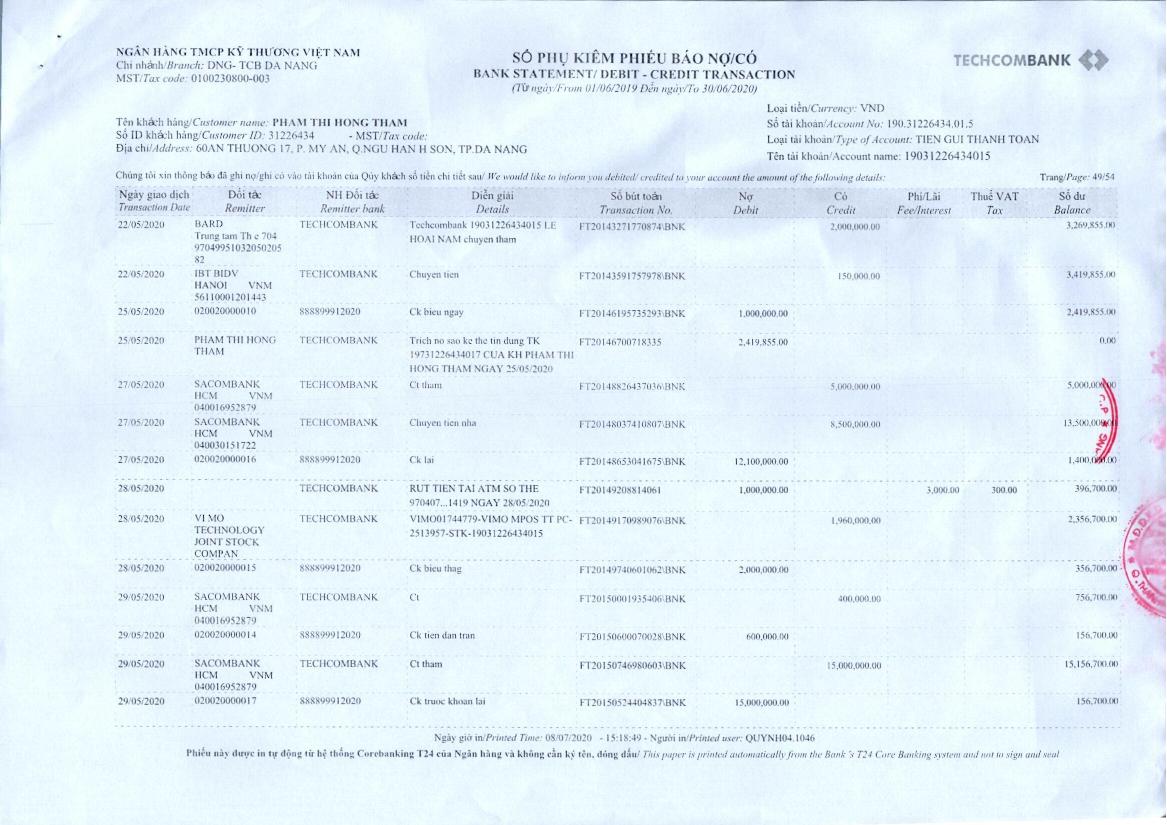 NGÂN HÀNG TMCP KỸ THƯƠNG VIỆT NAM
Chi nhánh/Branch: DNG- TCB DA NANG
MST/Tax code: 0100230800-003
SỔ PHỤ KIÊM PHIẾU BÁO NỢ/CÓ
BANK STATEMENT/ DEBIT - CREDIT TRANSACTION
(Từ ngày/From 01/06/2019 Đến ngày/To 30/06/2020)
TECHCOMBANK
Tên khách hàng/Customer name: PHAM THI HONG THAM
Số ID khách hàng/Customer ID: 31226434 - MST/Tax code:
Địa chỉ/Address: 60AN THUONG 17, P. MY AN, Q.NGU HAN H SON, TP.DA NANG
Loại tiền/Currency: VND
Số tài khoản/Account No: 190.31226434.01.5
Loại tài khoản/Type of Account: TIEN GUI THANH TOAN
Tên tài khoản/Account name: 19031226434015
Chúng tôi xin thông báo đã ghi nợ/ghi có vào tài khoản của Qúy khách số tiền chi tiết sau/ We would like to inform you debited/ credited to your account the amount of the following details:
Trang/Page: 49/54
Ngày giao dịch Đối tác NH Đối tác Diễn giải Số bút toán Nợ Có Phí/Lãi Thuế VAT Số dư
Transaction Date Remitter Remitter bank Details Transaction No. Debit Credit Fee/Interest Tax Balance
22/05/2020 BARD TECHCOMBANK Techcombank 19031226434015 LE FT20143271770874\BNK 2,000,000.00 3,269,855.00
Trung tam Th e 704 HOAI NAM chuyen tham
97049951032050205
82
22/05/2020 IBT BIDV TECHCOMBANK Chuyen tien FT20143591757978\BNK 150,000.00 3,419,855.00
HANOI VNM
56110001201443
25/05/2020 020020000010 888899912020 Ck bieu ngay FT20146195735293\BNK 1,000,000.00 2,419,855.00
25/05/2020 PHAM THI HONG TECHCOMBANK Trich no sao ke the tin dung TK FT20146700718335 2,419,855.00 0.00
THAM 19731226434017 CUA KH PHAM THI
HONG THAM NGAY 25/05/2020
27/05/2020 SACOMBANK TECHCOMBANK Ct tham FT20148826437036\BNK 5,000,000.00 5,000,000.00
HCM VNM
040016952879
27/05/2020 SACOMBANK TECHCOMBANK Chuyen tien nha FT20148037410807\BNK 8,500,000.00 13,500,000.00
HCM VNM
040030151722
27/05/2020 020020000016 888899912020 Ck lai FT20148653041675\BNK 12,100,000.00 1,400,000.00
28/05/2020 TECHCOMBANK RUT TIEN TAI ATM SO THE FT20149208814061 1,000,000.00 3,000.00 300.00 396,700.00
970407...1419 NGAY 28/05/2020
28/05/2020 VI MO TECHCOMBANK VIMO01744779-VIMO MPOS TT PC- FT20149170989076\BNK 1,960,000.00 2,356,700.00
TECHNOLOGY 2513957-STK-19031226434015
JOINT STOCK
COMPAN
28/05/2020 020020000015 888899912020 Ck bieu thag FT20149740601062\BNK 2,000,000.00 356,700.00
29/05/2020 SACOMBANK TECHCOMBANK Ct FT20150001935406\BNK 400,000.00 756,700.00
HCM VNM
040016952879
29/05/2020 020020000014 888899912020 Ck tien dan tran FT20150600070028\BNK 600,000.00 156,700.00
29/05/2020 SACOMBANK TECHCOMBANK Ct tham FT20150746980603\BNK 15,000,000.00 15,156,700.00
HCM VNM
040016952879
29/05/2020 020020000017 888899912020 Ck truoc khoan lai FT20150524404837\BNK 15,000,000.00 156,700.00
Ngày giờ in/Printed Time: 08/07/2020 - 15:18:49 - Người in/Printed user: QUYNH04.1046
Phiếu này được in tự động từ hệ thống Corebanking T24 của Ngân hàng và không cần ký tên, đóng dấu/ This paper is printed automatically from the Bank 's T24 Core Banking system and not to sign and seal